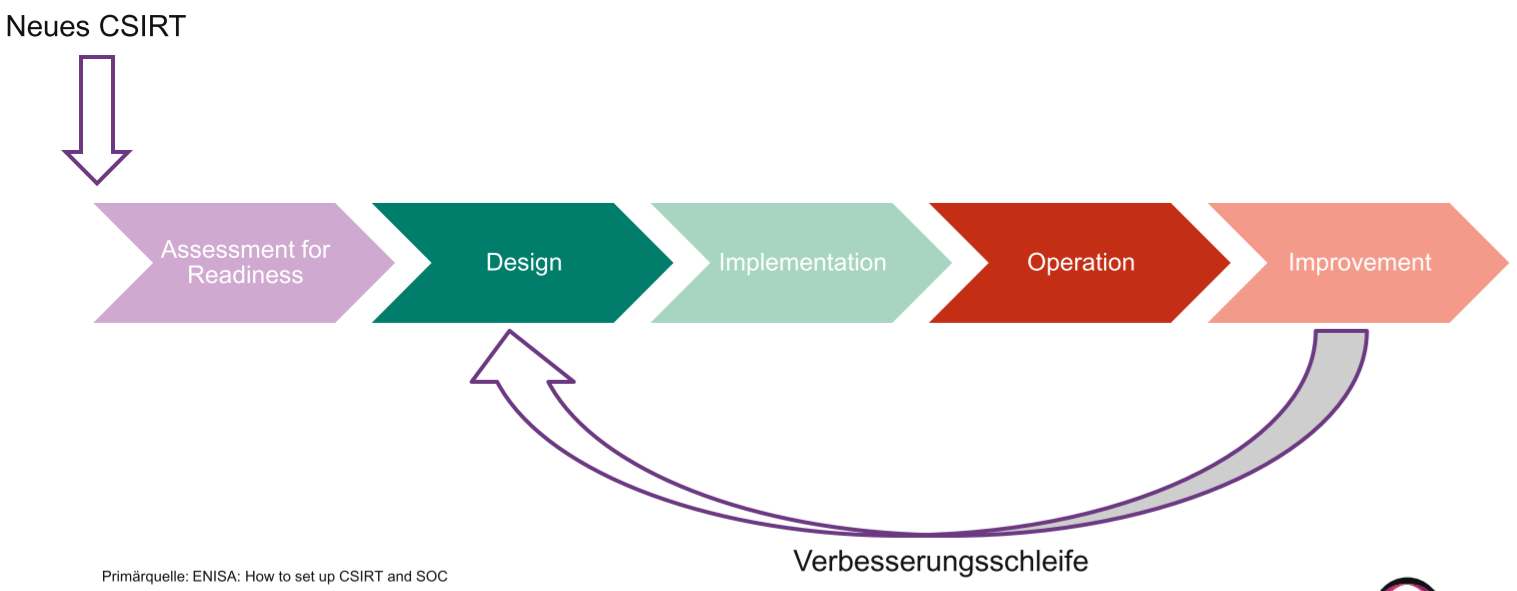 Neues CSIRT
Assessment for
Readiness
Design
Implementation
Operation
Improvement
Verbesserungsschleife
Primärquelle: ENISA: How to set up CSIRT and SOC